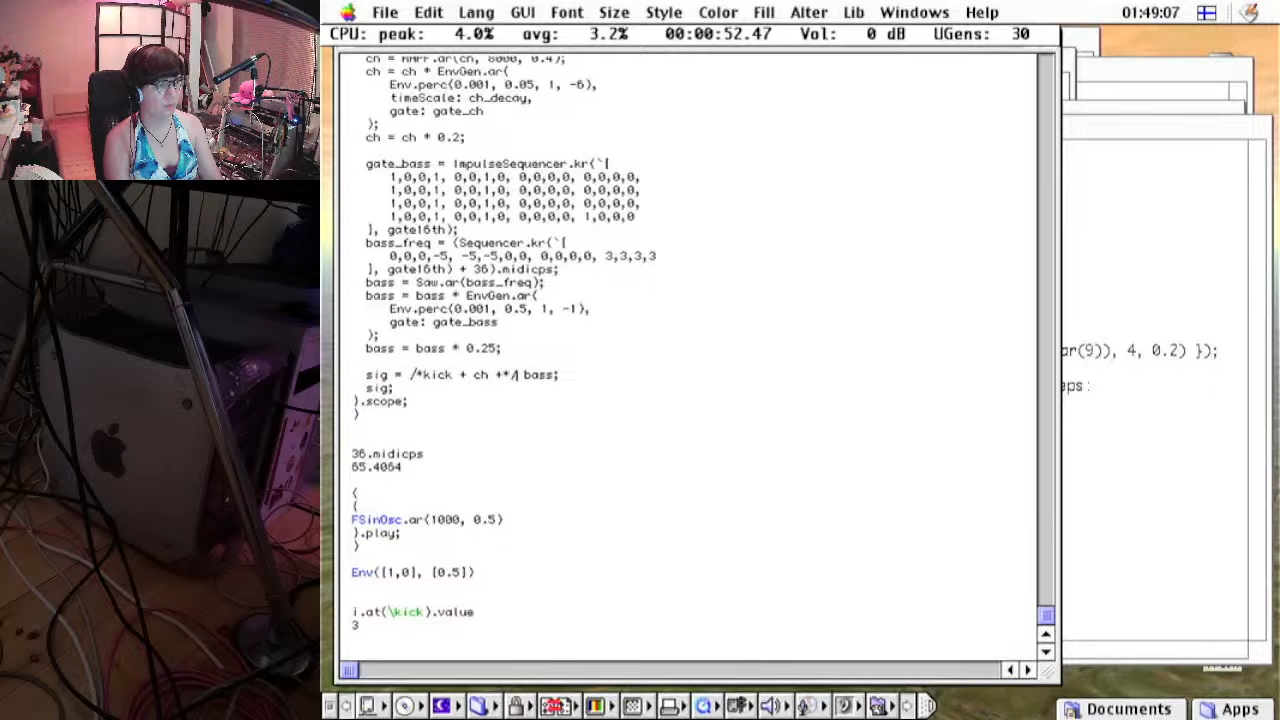 File Edit Lang GUI Font Size Style Color Fill Alter Lib Windows Help 01:49:07
CPU: peak: 4.0% avg: 3.2% 00:00:52.47 Vol: 0 dB UGens: 30
ch = ch * EnvGen.ar(
Env.perc(0.001, 0.05, 1, -6),
timeScale: ch_decay,
gate: gate_ch
);
ch = ch * 0.2;
gate_bass = ImpulseSequencer.kr(`[
1,0,0,1, 0,0,1,0, 0,0,0,0, 0,0,0,0,
1,0,0,1, 0,0,1,0, 0,0,0,0, 0,0,0,0,
1,0,0,1, 0,0,1,0, 0,0,0,0, 0,0,0,0,
1,0,0,1, 0,0,1,0, 0,0,0,0, 1,0,0,0
], gate16th);
bass_freq = (Sequencer.kr(`[
0,0,0,-5, -5,-5,0,0, 0,0,0,0, 3,3,3,3
], gate16th) + 36).midicps;
bass = Saw.ar(bass_freq);
bass = bass * EnvGen.ar(
Env.perc(0.001, 0.5, 1, -1),
gate: gate_bass
);
bass = bass * 0.25;
sig = /*kick + ch +*/ bass;
sig;
).scope;
)
ar(9)), 4, 0.2) });
36.midicps
65.4064
(
{
FSinOsc.ar(1000, 0.5)
}.play;
)
Env([1,0], [0.5])
i.at(\kick).value
3
Documents Apps